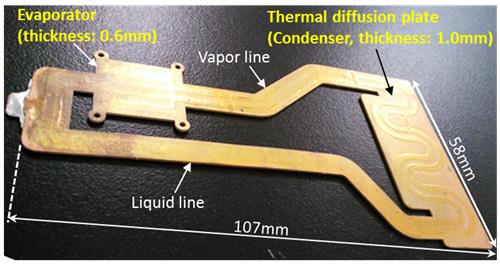 Evaporator
(thickness: 0.6mm)
Vapor line
Thermal diffusion plate
(Condenser, thickness: 1.0mm)
58mm
Liquid line
107mm